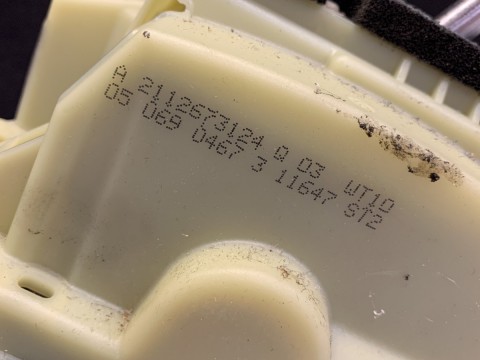 A 2112673124 Q 03 WT10
05 069 0467 3 11647 ST2